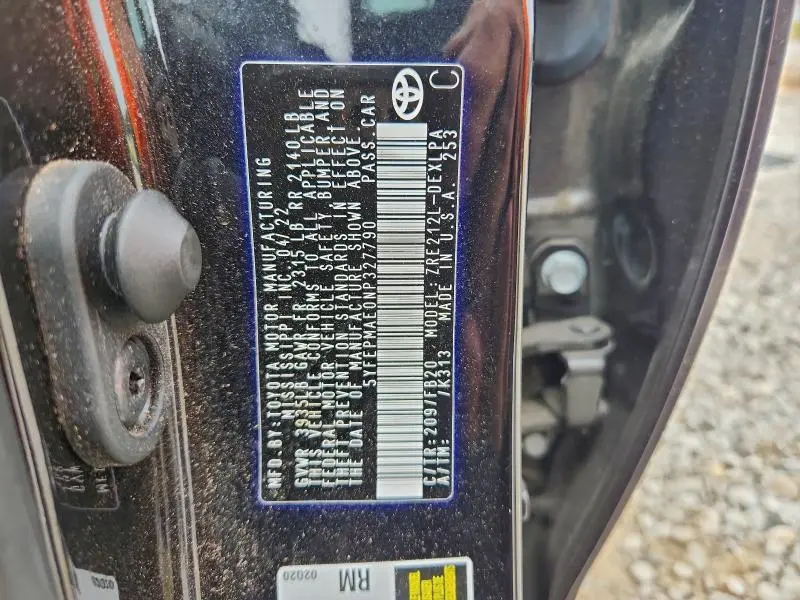 MFD.BY:TOYOTA MOTOR MANUFACTURING
MISSISSIPPI, INC. 04/22
GVWR 3935LB GAWR FR 2315 LB RR 2140 LB
THIS VEHICLE CONFORMS TO ALL APPLICABLE
FEDERAL MOTOR VEHICLE SAFETY, BUMPER AND
THEFT PREVENTION STANDARDS IN EFFECT ON
THE DATE OF MANUFACTURE SHOWN ABOVE.
5YFEPMAE0NP327790 PASS.CAR
C/TR:209/FB20 MODEL:ZRE212L-DEXLPA
A/TM: /K313 MADE IN U.S.A. 253
C
02020
RM